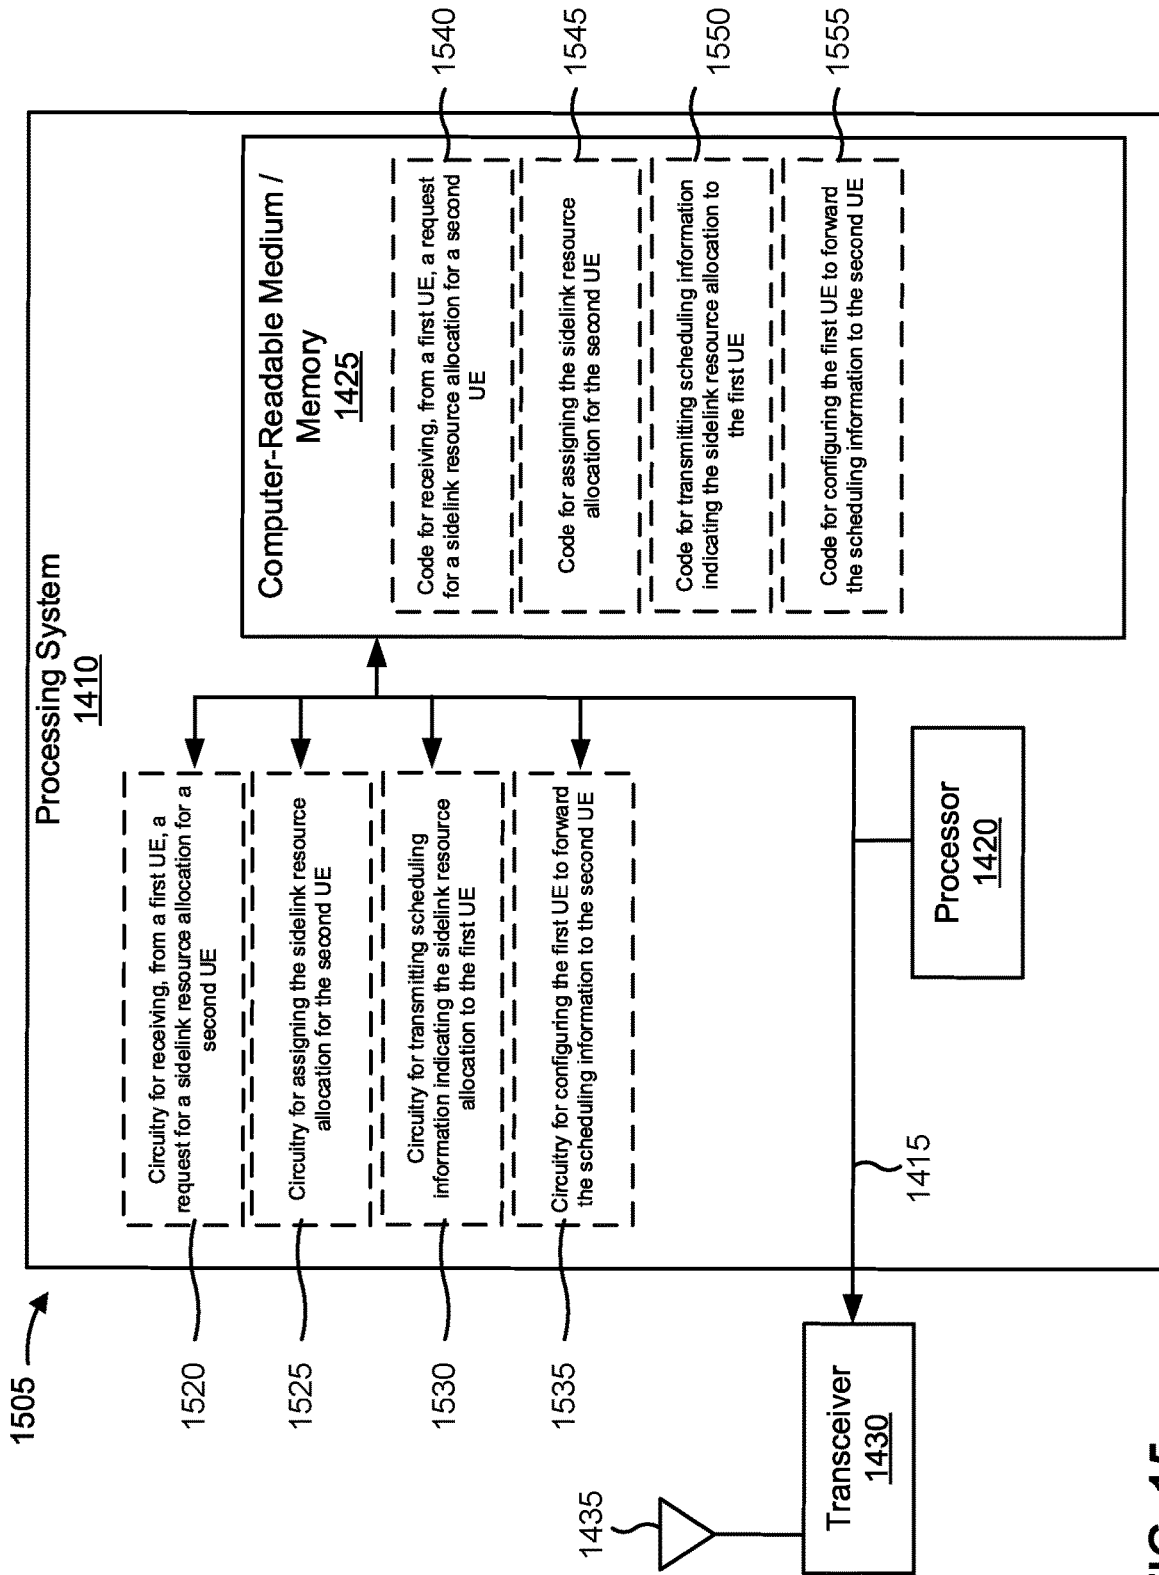 1505
Processing System
1410
Circuitry for receiving, from a first UE, a
request for a sidelink resource allocation for a
second UE
1520
Circuitry for assigning the sidelink resource
allocation for the second UE
1525
Circuitry for transmitting scheduling
information indicating the sidelink resource
allocation to the first UE
1530
Circuitry for configuring the first UE to forward
the scheduling information to the second UE
1535
Computer-Readable Medium /
Memory
1425
Code for receiving, from a first UE, a request
for a sidelink resource allocation for a second
UE
1540
Code for assigning the sidelink resource
allocation for the second UE
1545
Code for transmitting scheduling information
indicating the sidelink resource allocation to
the first UE
1550
Code for configuring the first UE to forward
the scheduling information to the second UE
1555
1435
Transceiver
1430
1415
Processor
1420
FIG. 15